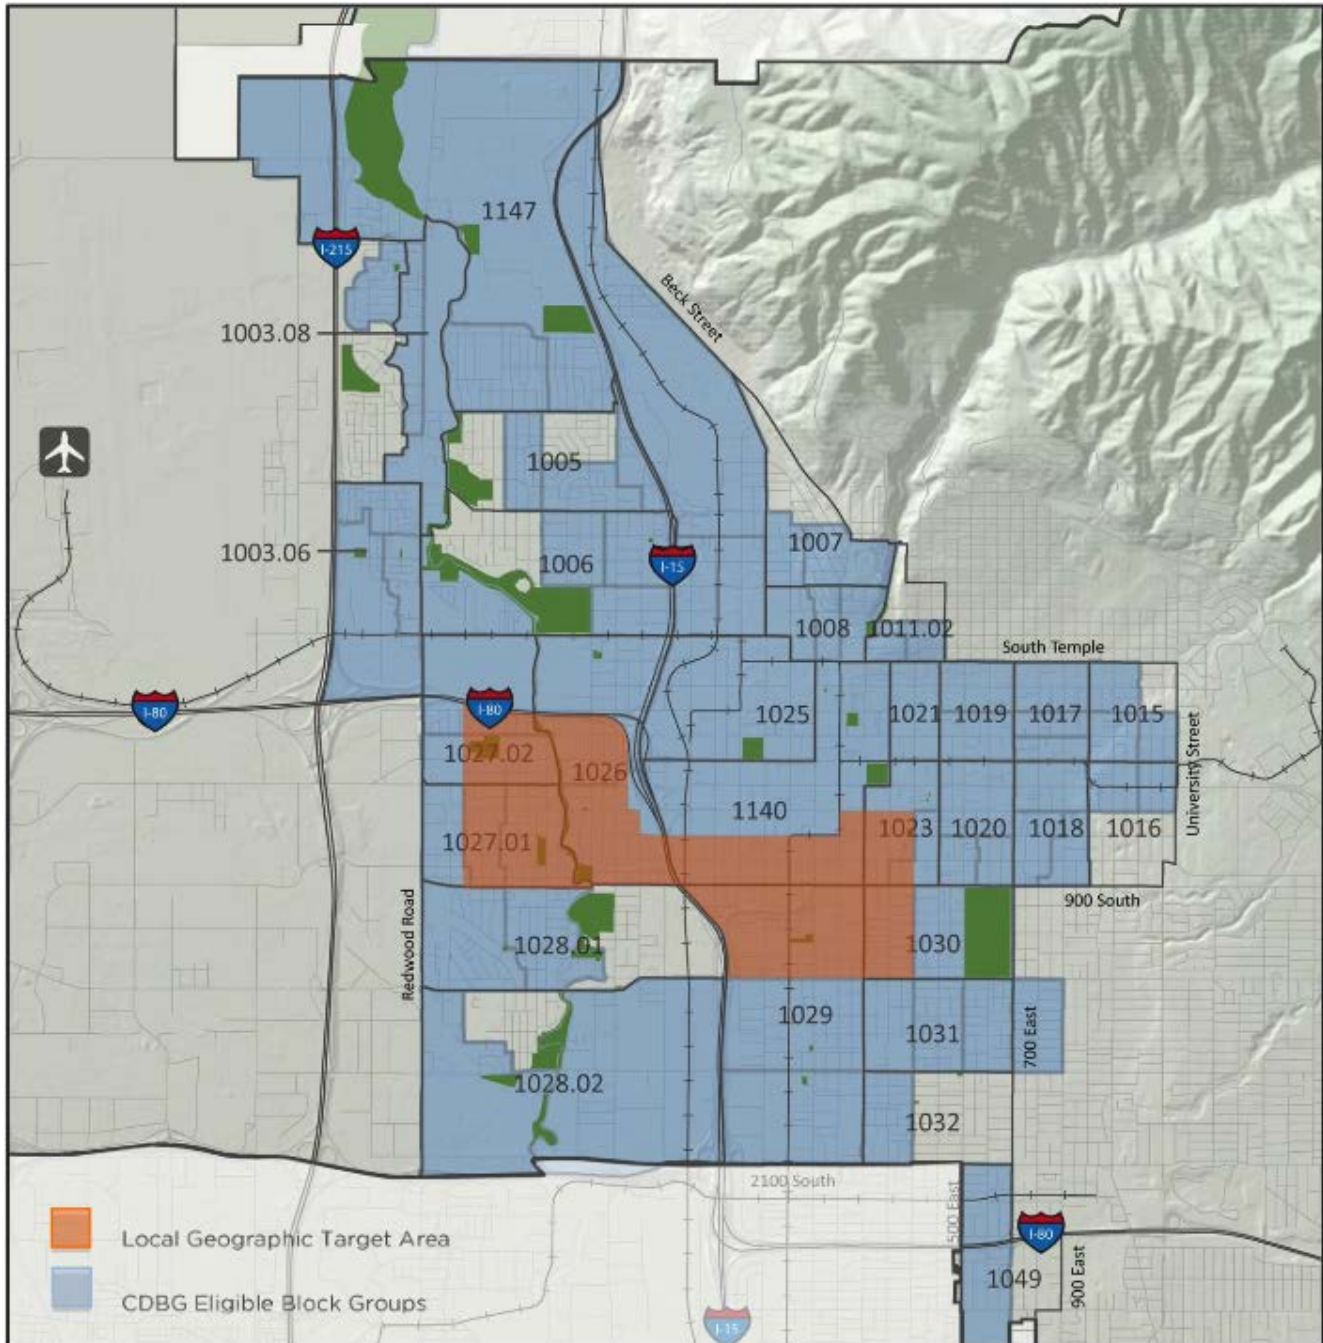 1147
I-215
Beck Street
1003.08
1005
1003.06
1006
I-15
1007
1008
1011.02
South Temple
I-80
I-80
1025
1021
1019
1017
1015
1027.02
1026
University Street
1140
1027.01
1023
1020
1018
1016
900 South
Redwood Road
1028.01
1030
1029
1031
700 East
1028.02
1032
2100 South
500 East
I-80
Local Geographic Target Area
1049
900 East
CDBG Eligible Block Groups
I-15